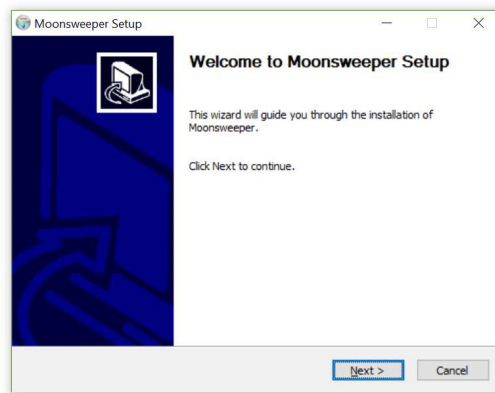 Moonsweeper Setup
Welcome to Moonsweeper Setup
This wizard will guide you through the installation of
Moonsweeper.
Click Next to continue.
Next >
Cancel